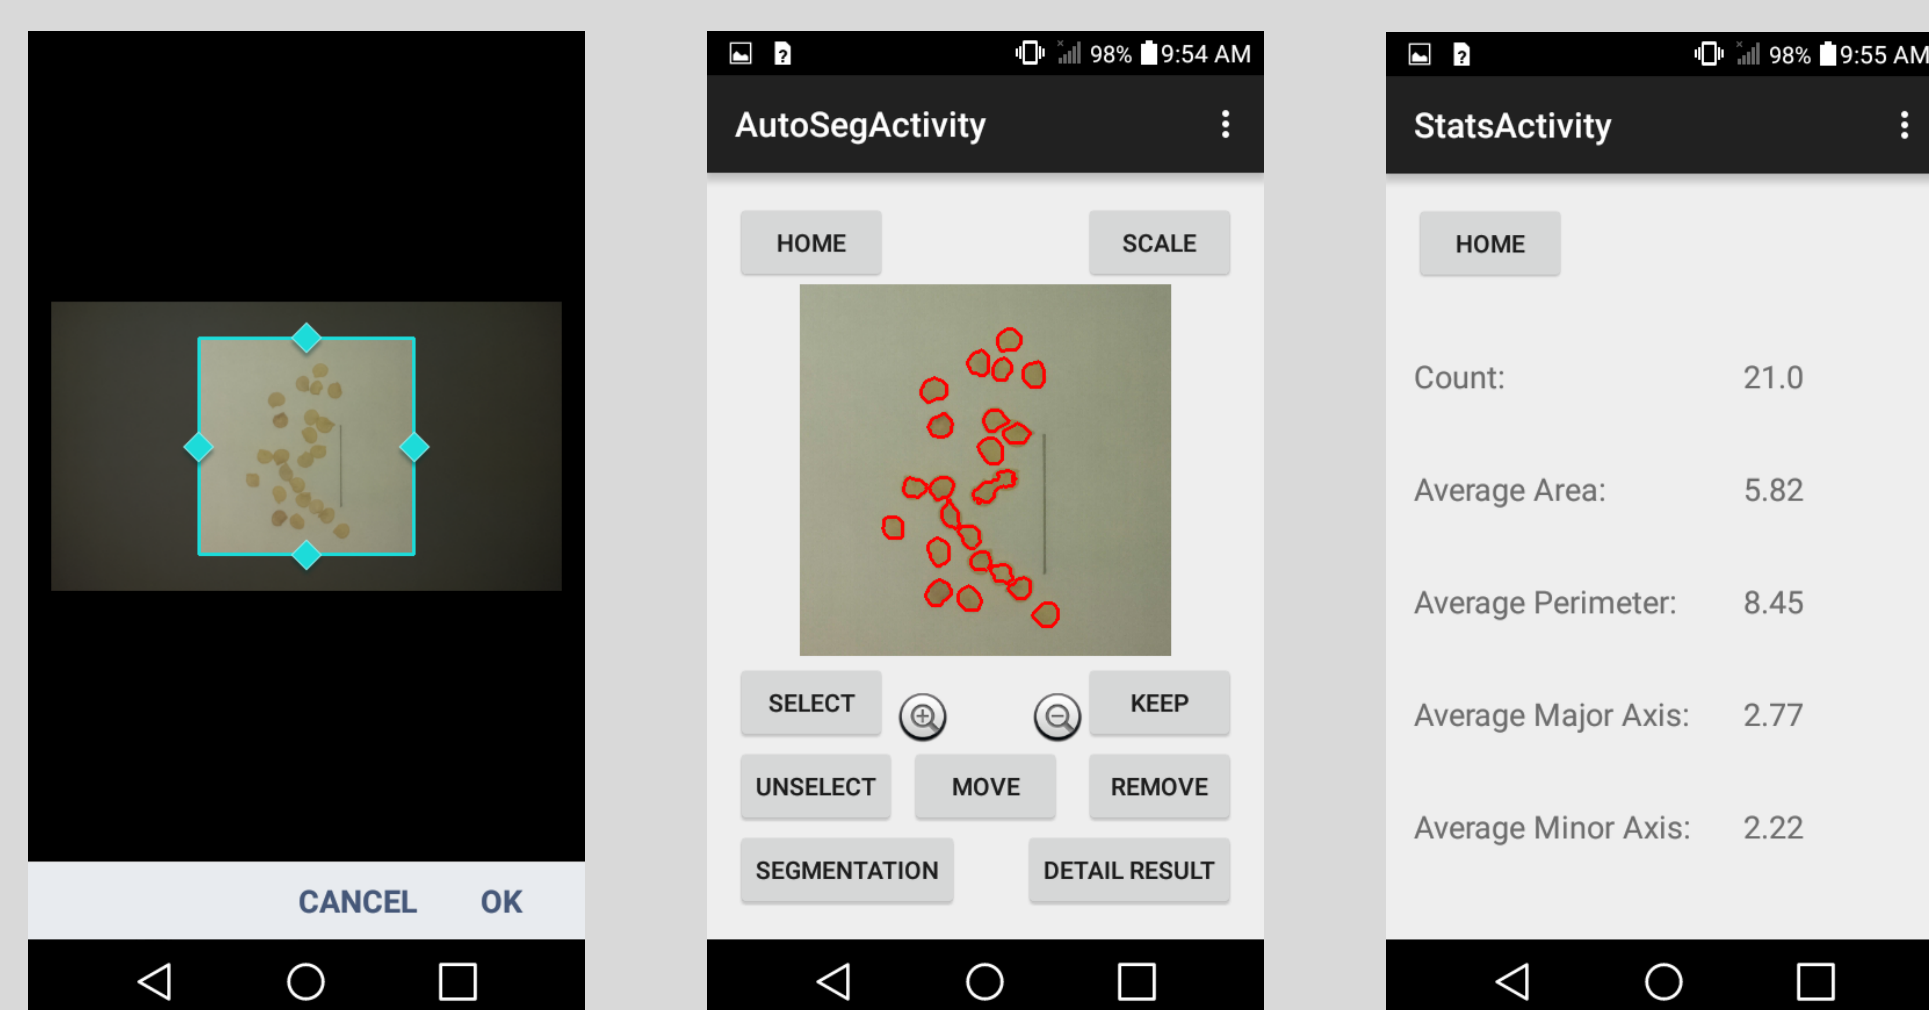 CANCEL OK
98% 9:54 AM
AutoSegActivity
HOME SCALE
SELECT KEEP
UNSELECT MOVE REMOVE
SEGMENTATION DETAIL RESULT
98% 9:55 AM
StatsActivity
HOME
Count: 21.0
Average Area: 5.82
Average Perimeter: 8.45
Average Major Axis: 2.77
Average Minor Axis: 2.22